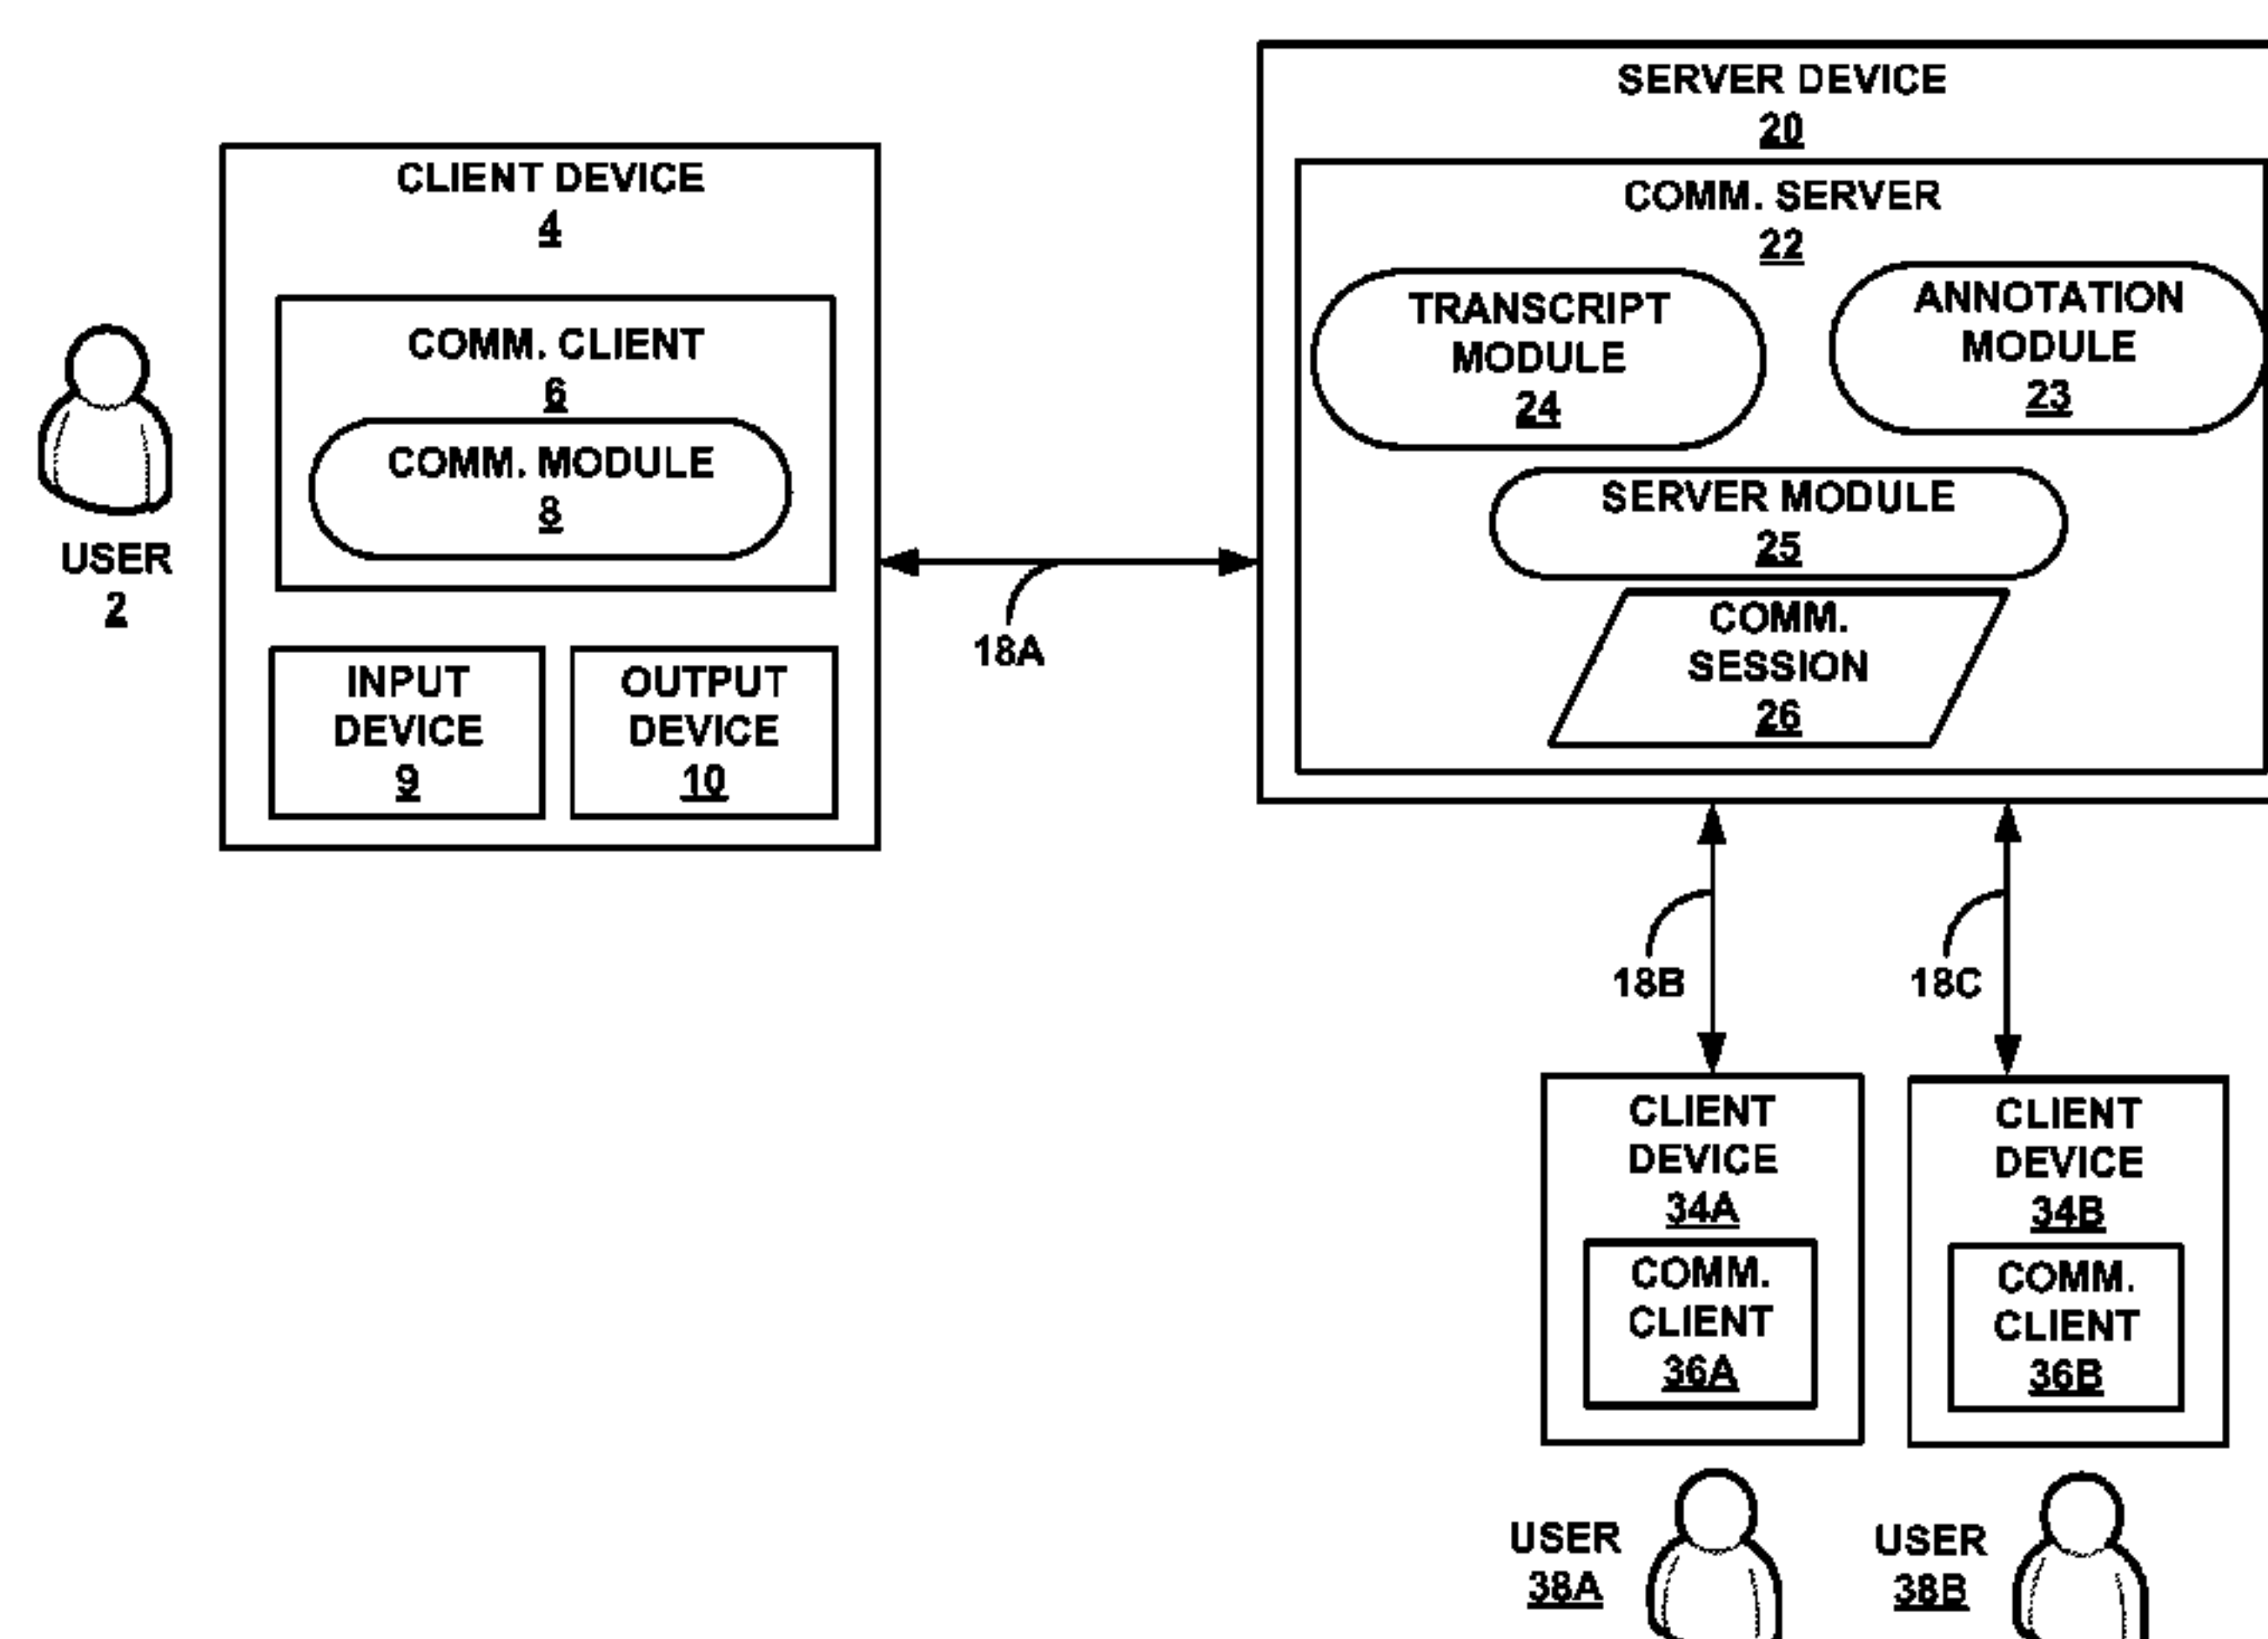 SERVER DEVICE
20
CLIENT DEVICE
4
COMM. SERVER
22
TRANSCRIPT
MODULE
24
ANNOTATION
MODULE
23
COMM. CLIENT
6
COMM. MODULE
8
USER
2
SERVER MODULE
25
COMM.
SESSION
26
18A
INPUT
DEVICE
9
OUTPUT
DEVICE
10
18B
18C
CLIENT
DEVICE
34A
COMM.
CLIENT
36A
CLIENT
DEVICE
34B
COMM.
CLIENT
36B
USER
38A
USER
38B